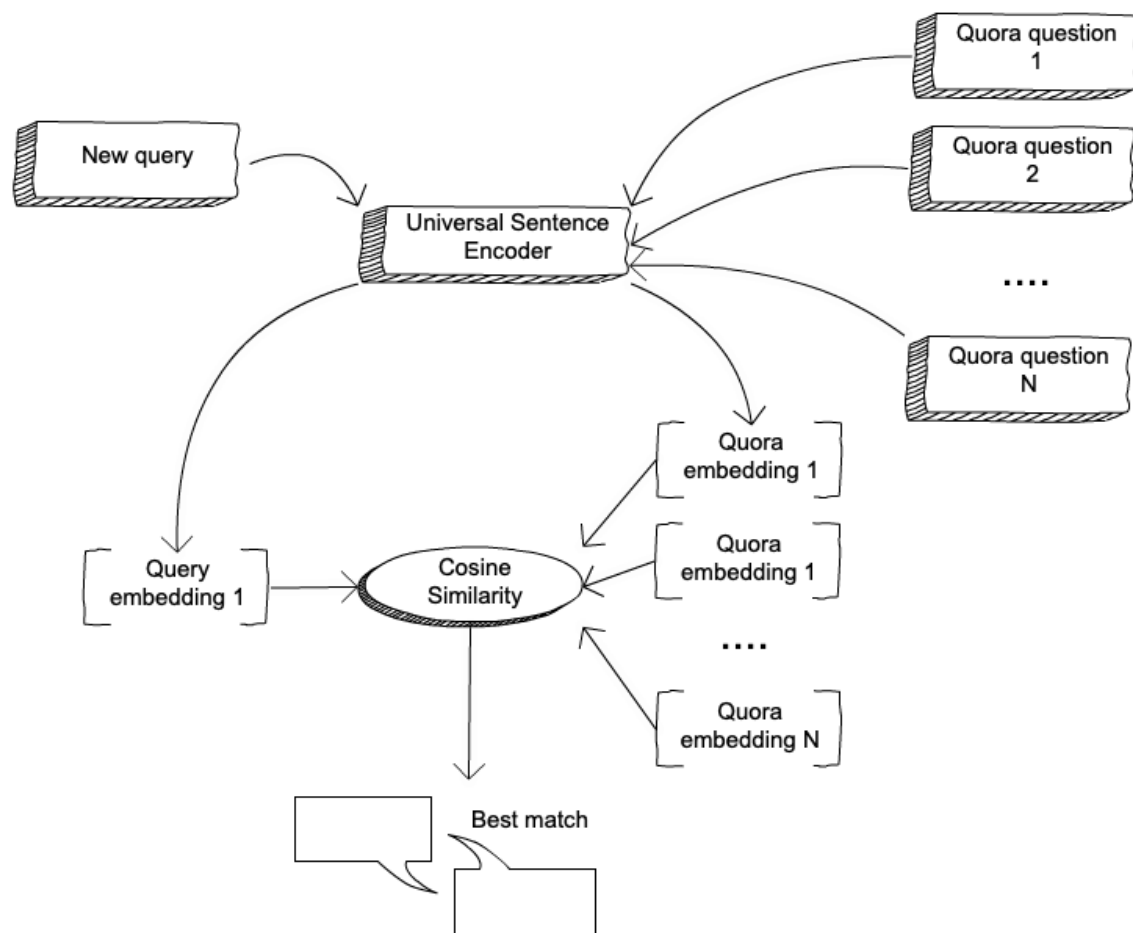 Quora question
1
New query
Quora question
2
Universal Sentence
Encoder
....
Quora question
N
Quora
embedding 1
Query
embedding 1
Cosine
Similarity
Quora
embedding 1
....
Quora
embedding N
Best match